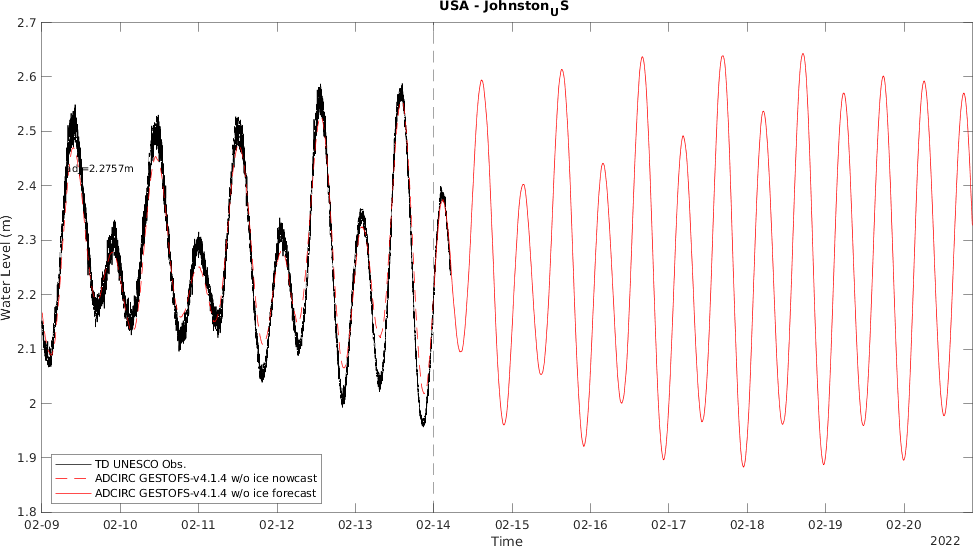 USA - Johnston_US
2.7
2.6
2.5
2.4
2.3
2.2
2.1
2
1.9
1.8
Water Level (m)
=2.2757m
TD UNESCO Obs.
ADCIRC GESTOFS-v4.1.4 w/o ice nowcast
ADCIRC GESTOFS-v4.1.4 w/o ice forecast
02-09 02-10 02-11 02-12 02-13 02-14 02-15 02-16 02-17 02-18 02-19 02-20
Time
2022